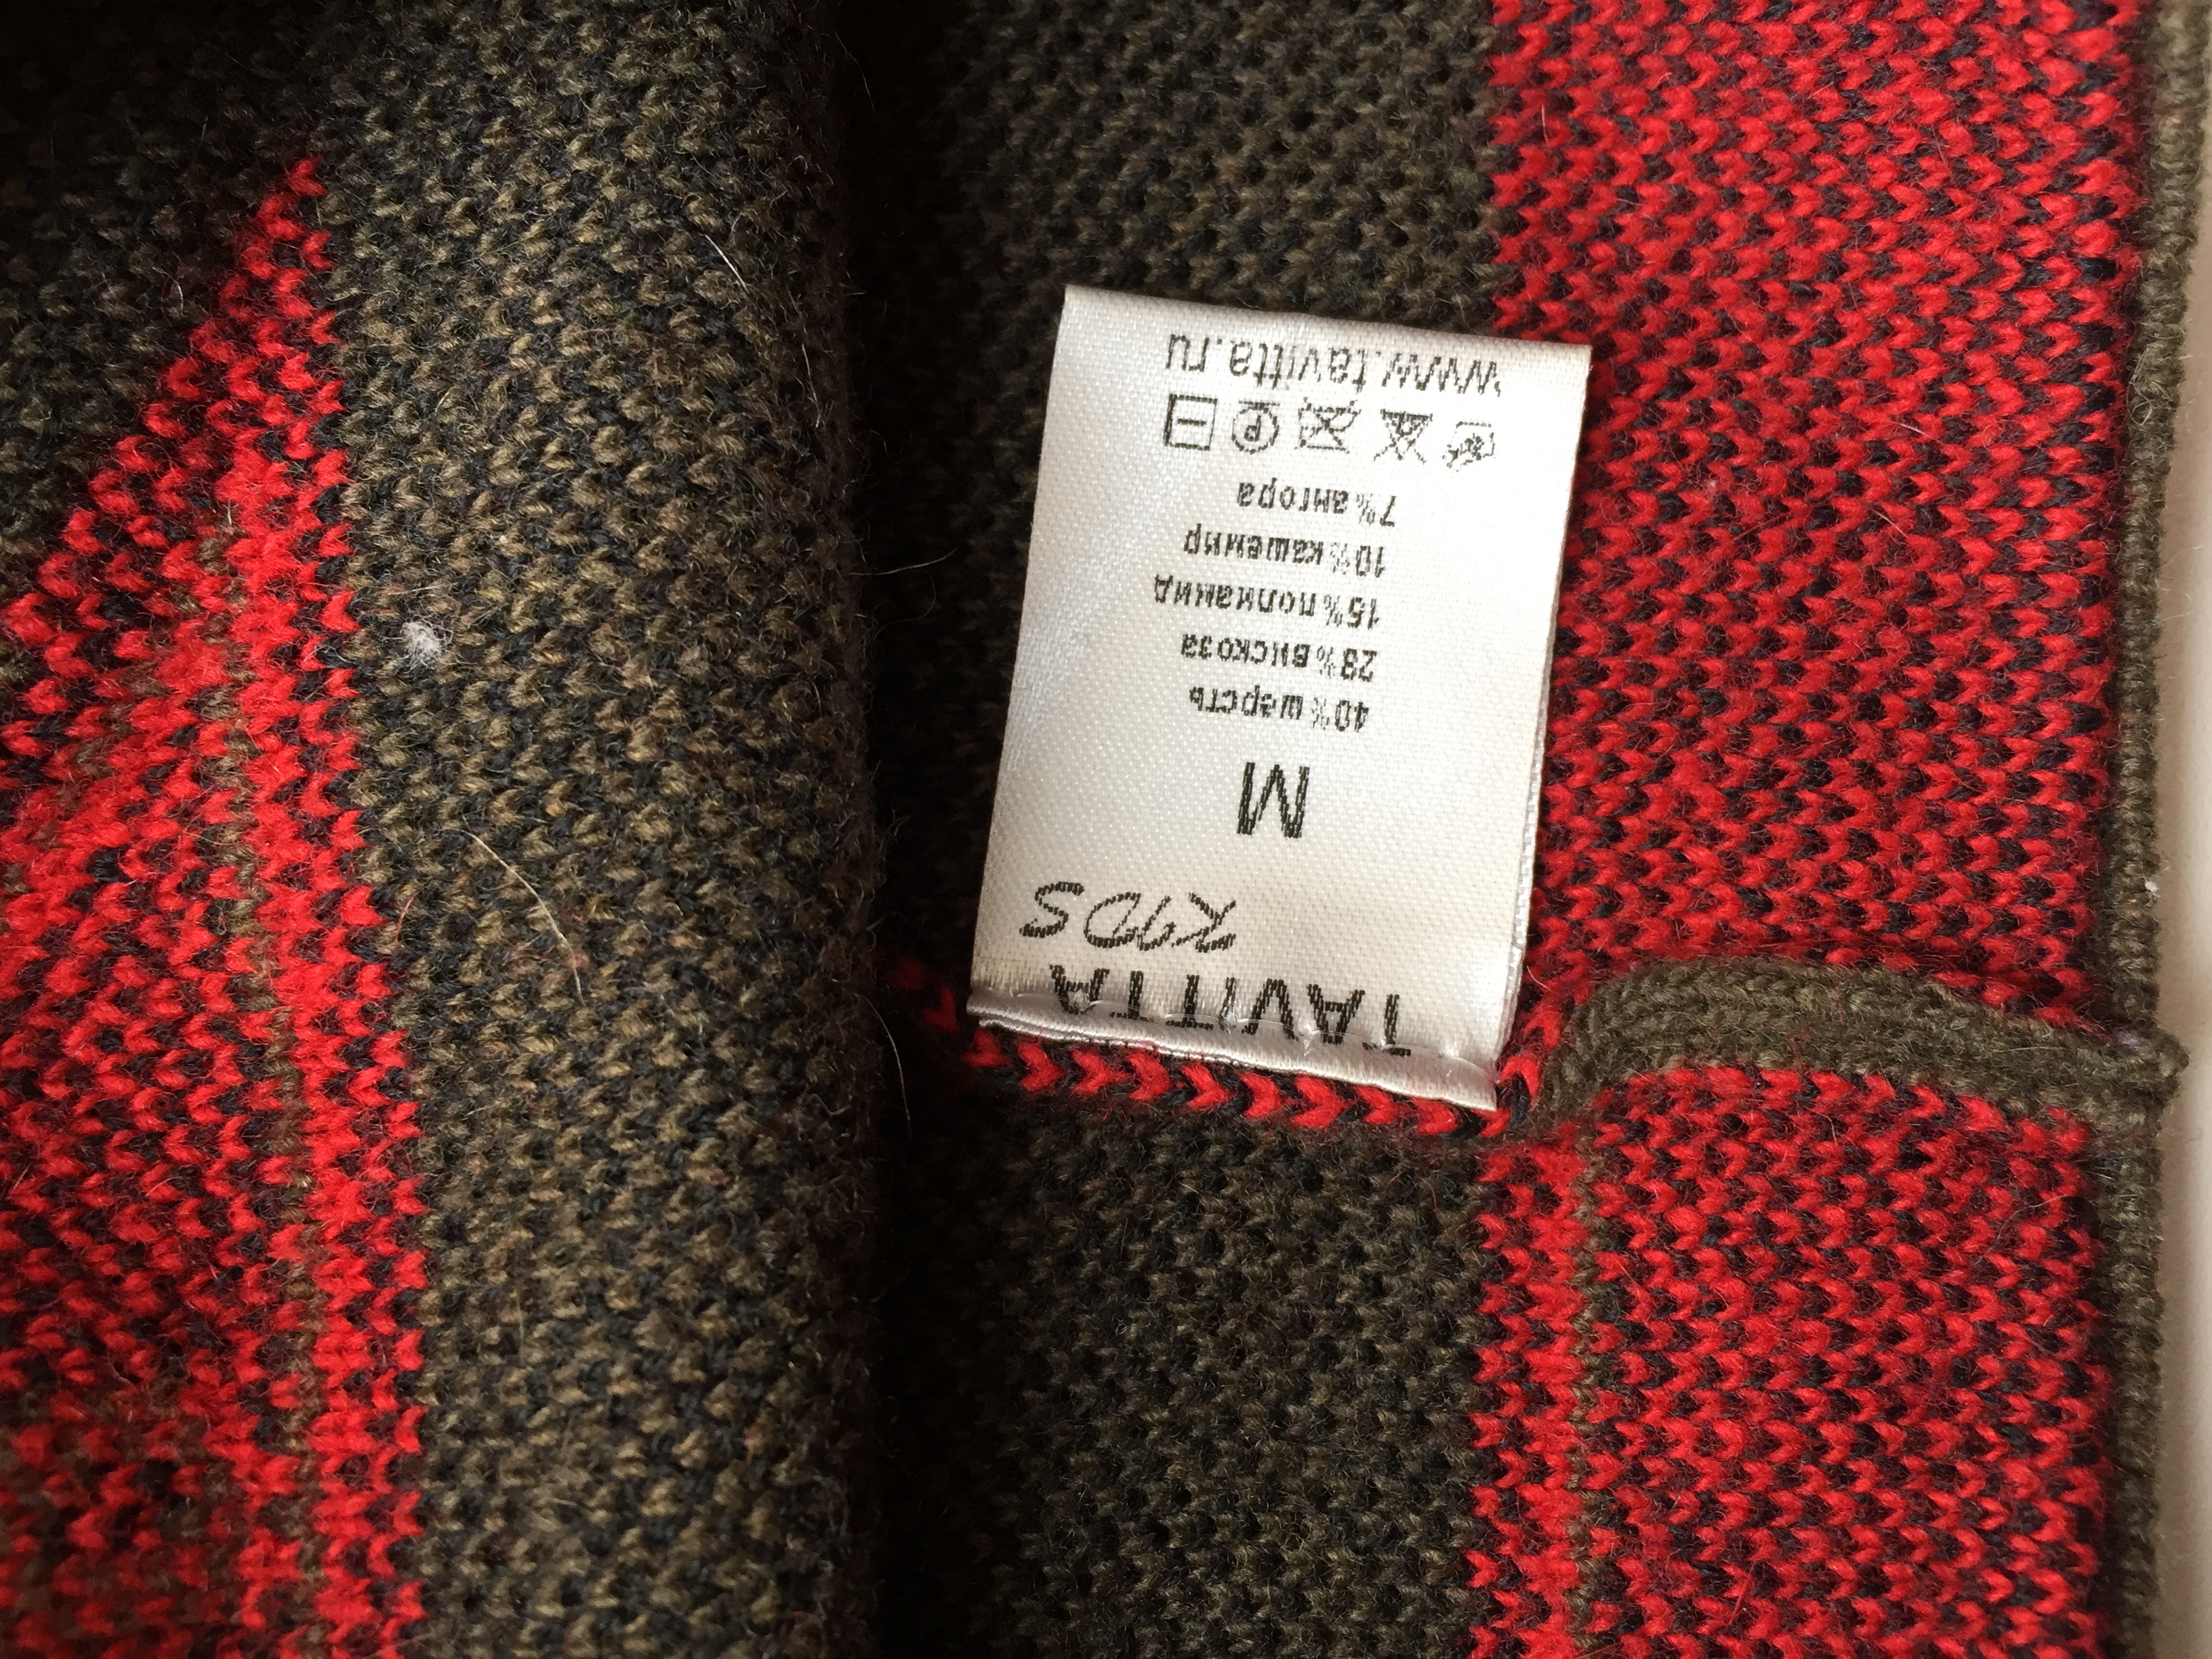 TAVITTA
KIDS
M
40% шерсть
28% вискоза
15% полиамид
10% кашемир
7% ангора
www.tavitta.ru